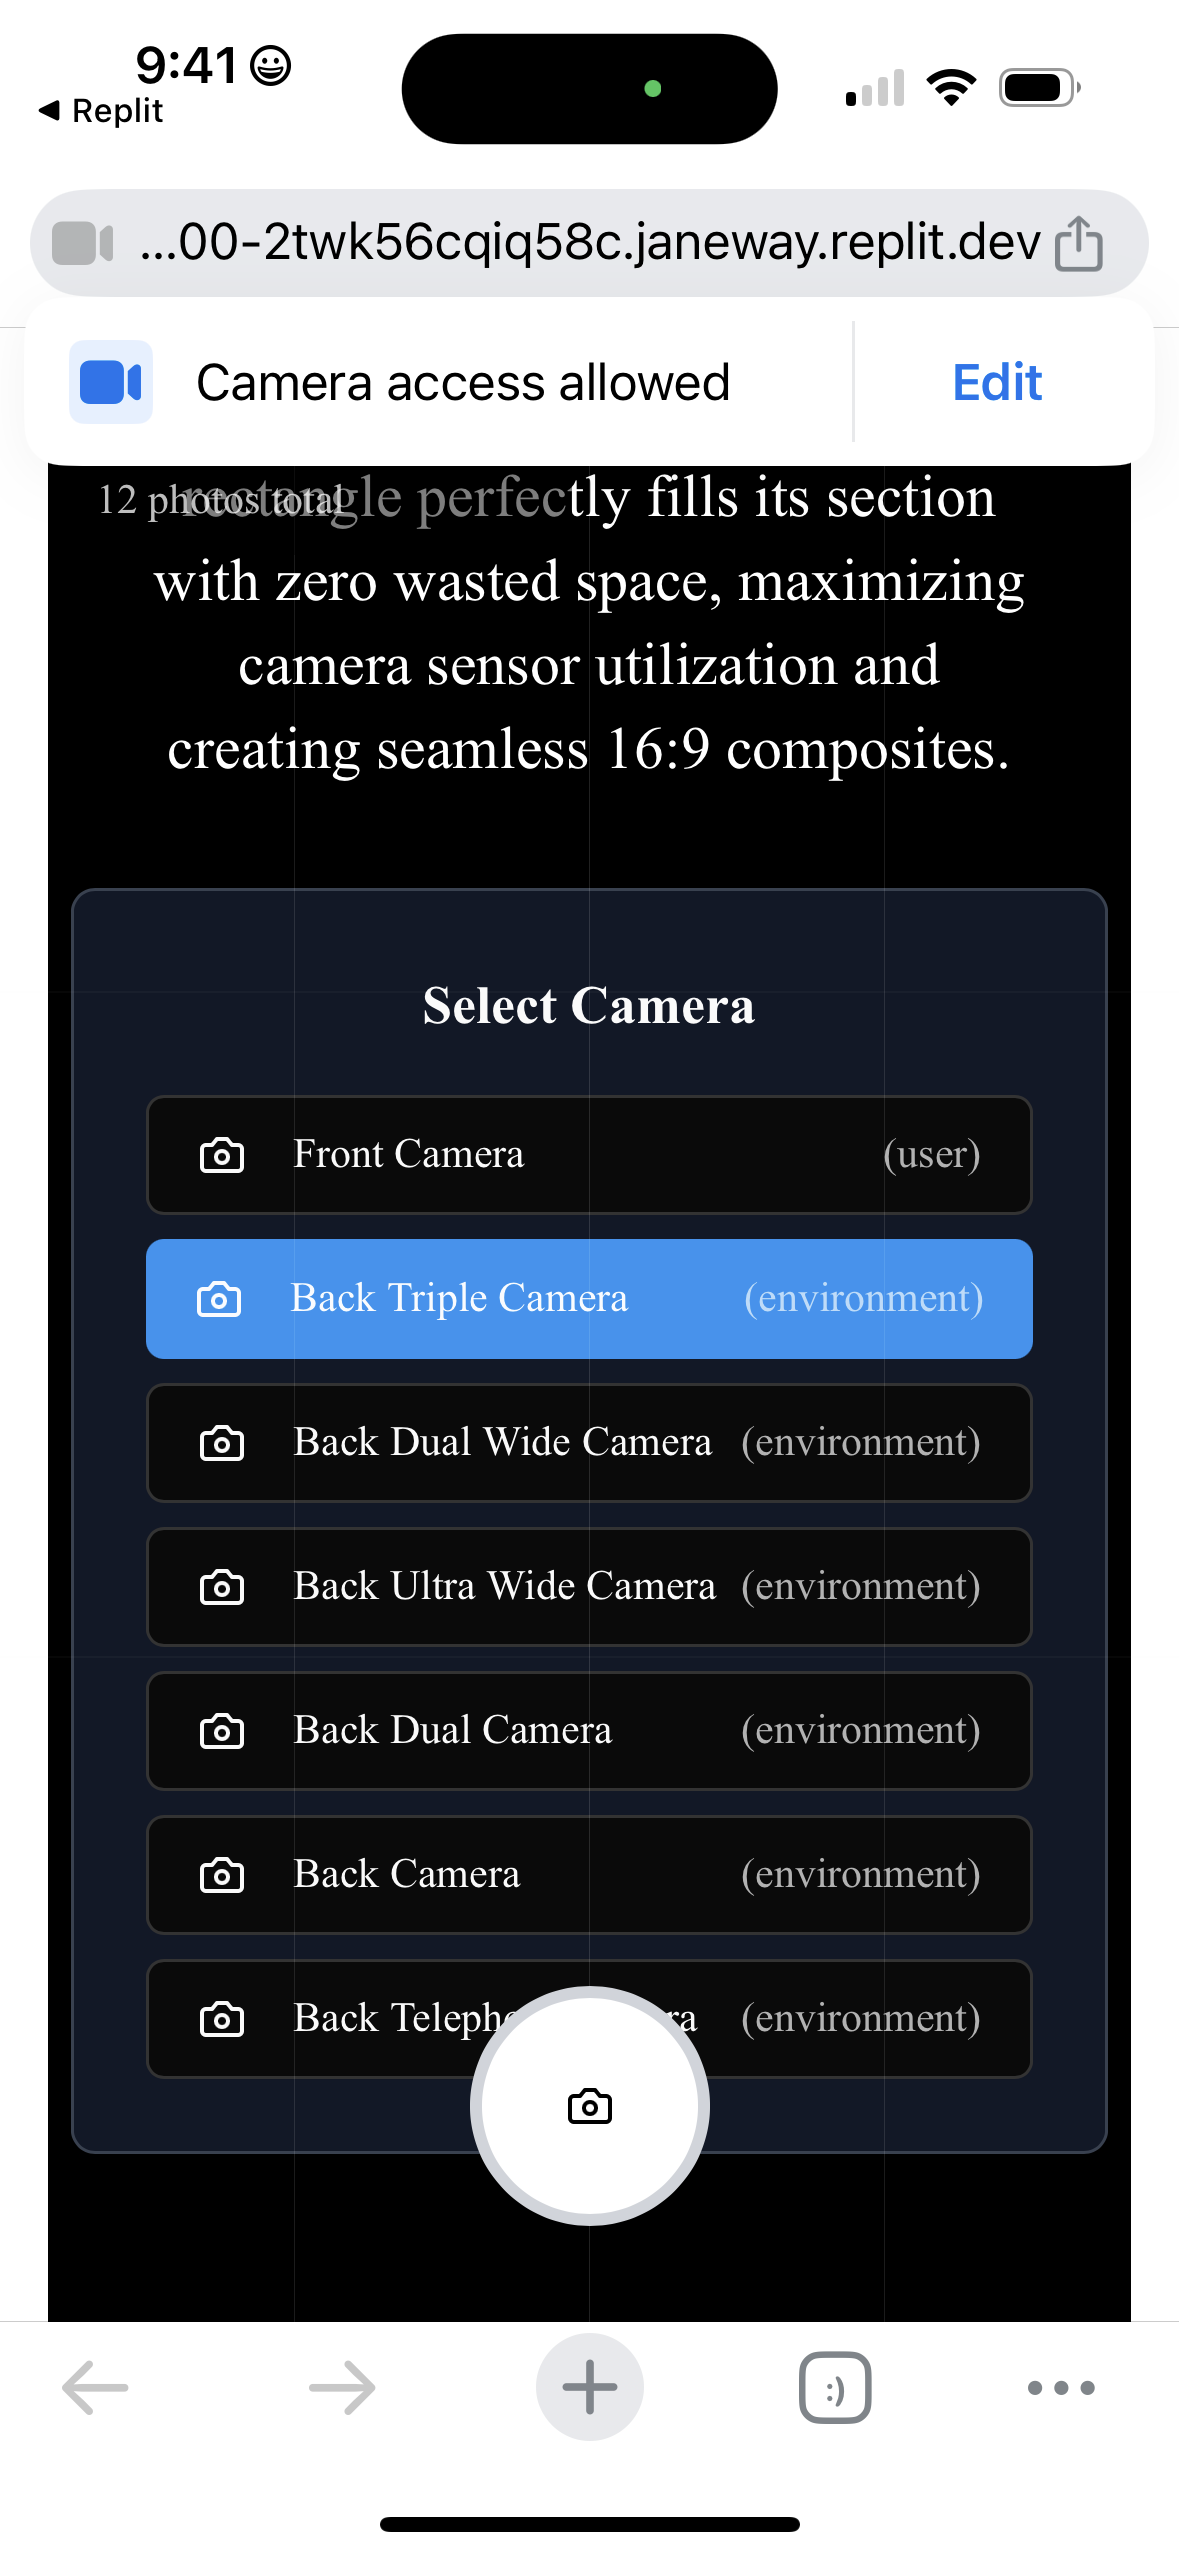 9:41
Replit
...00-2twk56cqiq58c.janeway.replit.dev
Camera access allowed
Edit
12 photos total
rectangle perfectly fills its section
with zero wasted space, maximizing
camera sensor utilization and
creating seamless 16:9 composites.
Select Camera
Front Camera (user)
Back Triple Camera (environment)
Back Dual Wide Camera (environment)
Back Ultra Wide Camera (environment)
Back Dual Camera (environment)
Back Camera (environment)
Back (environment)
:)